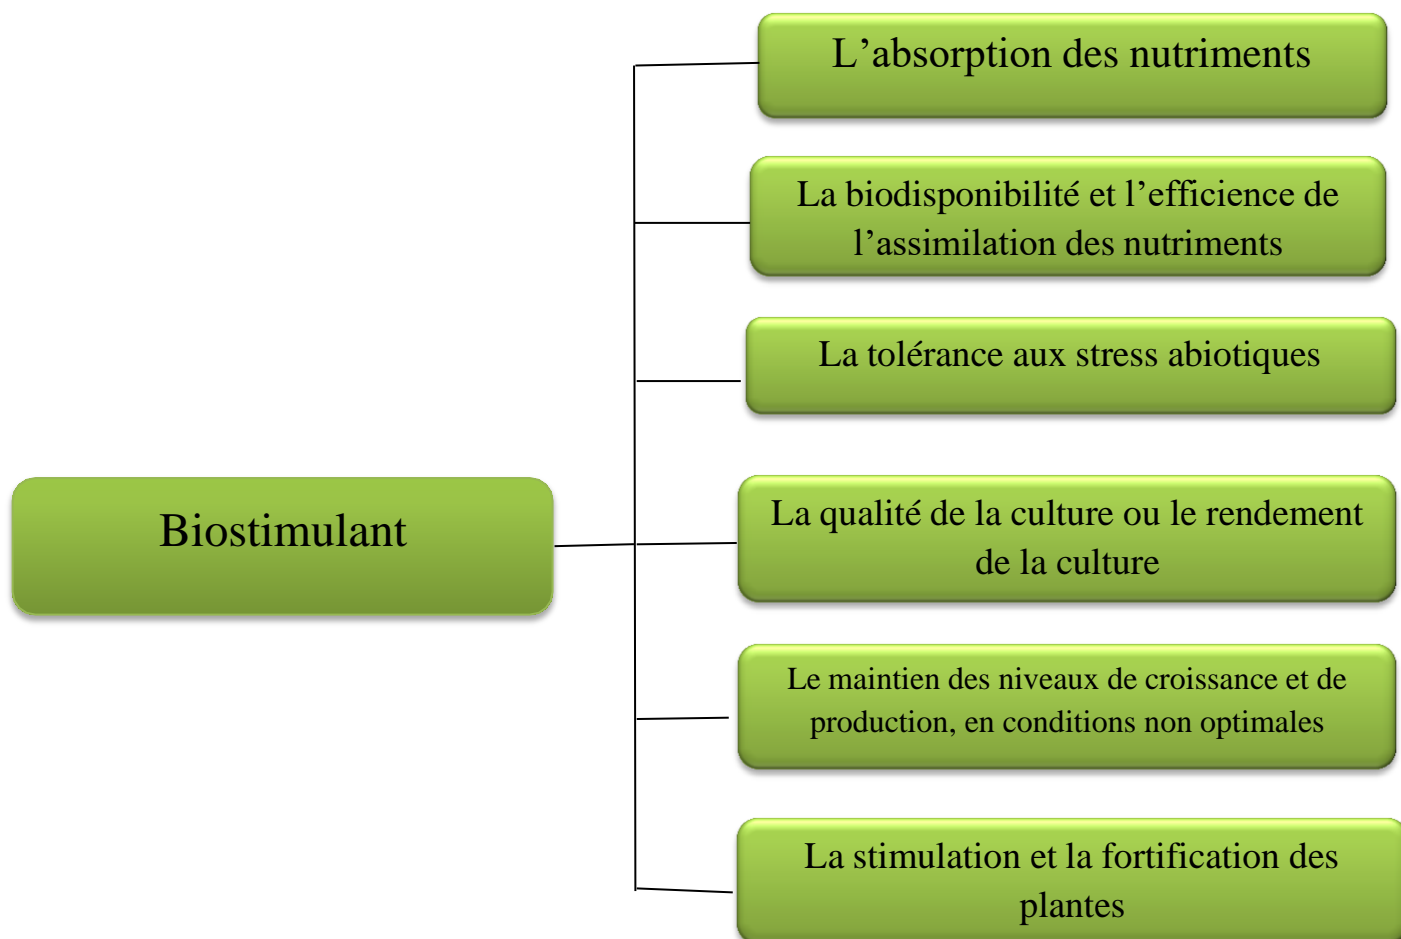 L’absorption des nutriments
La biodisponibilité et l’efficience de
l’assimilation des nutriments
La tolérance aux stress abiotiques
Biostimulant
La qualité de la culture ou le rendement
de la culture
Le maintien des niveaux de croissance et de
production, en conditions non optimales
La stimulation et la fortification des
plantes